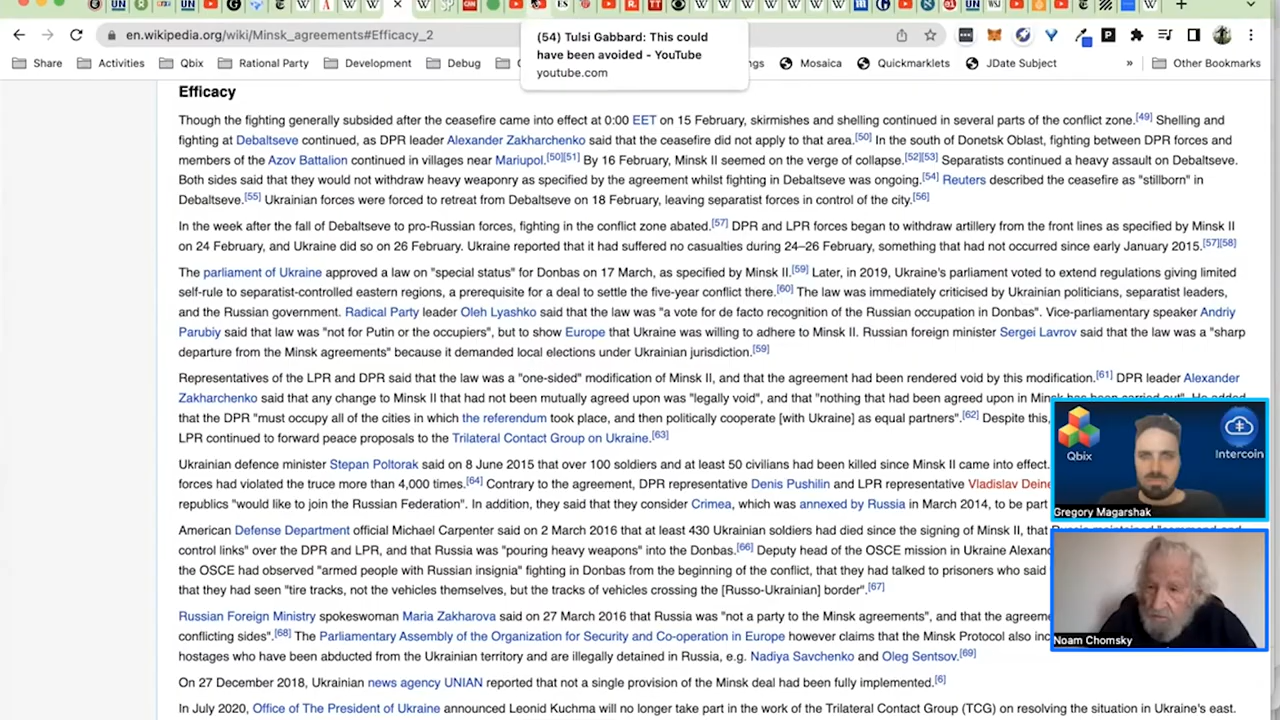 en.wikipedia.org/wiki/Minsk_agreements#Efficacy_2
(54) Tulsi Gabbard: This could
have been avoided - YouTube
youtube.com
Share Activities Qbix Rational Party Development Debug Mosaica Quickmarklets JDate Subject » Other Bookmarks
Efficacy
Though the fighting generally subsided after the ceasefire came into effect at 0:00 EET on 15 February, skirmishes and shelling continued in several parts of the conflict zone.[49] Shelling and
fighting at Debaltseve continued, as DPR leader Alexander Zakharchenko said that the ceasefire did not apply to that area.[50] In the south of Donetsk Oblast, fighting between DPR forces and
members of the Azov Battalion continued in villages near Mariupol.[50][51] By 16 February, Minsk II seemed on the verge of collapse.[52][53] Separatists continued a heavy assault on Debaltseve.
Both sides said that they would not withdraw heavy weaponry as specified by the agreement whilst fighting in Debaltseve was ongoing.[54] Reuters described the ceasefire as "stillborn" in
Debaltseve.[55] Ukrainian forces were forced to retreat from Debaltseve on 18 February, leaving separatist forces in control of the city.[56]
In the week after the fall of Debaltseve to pro-Russian forces, fighting in the conflict zone abated.[57] DPR and LPR forces began to withdraw artillery from the front lines as specified by Minsk II
on 24 February, and Ukraine did so on 26 February. Ukraine reported that it had suffered no casualties during 24–26 February, something that had not occurred since early January 2015.[57][58]
The parliament of Ukraine approved a law on "special status" for Donbas on 17 March, as specified by Minsk II.[59] Later, in 2019, Ukraine's parliament voted to extend regulations giving limited
self-rule to separatist-controlled eastern regions, a prerequisite for a deal to settle the five-year conflict there.[60] The law was immediately criticised by Ukrainian politicians, separatist leaders,
and the Russian government. Radical Party leader Oleh Lyashko said that the law was "a vote for de facto recognition of the Russian occupation in Donbas". Vice-parliamentary speaker Andriy
Parubiy said that law was "not for Putin or the occupiers", but to show Europe that Ukraine was willing to adhere to Minsk II. Russian foreign minister Sergei Lavrov said that the law was a "sharp
departure from the Minsk agreements" because it demanded local elections under Ukrainian jurisdiction.[59]
Representatives of the LPR and DPR said that the law was a "one-sided" modification of Minsk II, and that the agreement had been rendered void by this modification.[61] DPR leader Alexander
Zakharchenko said that any change to Minsk II that had not been mutually agreed upon was "legally void", and that "nothing that had been agreed upon in Minsk has been carried out". He added
that the DPR "must occupy all of the cities in which the referendum took place, and then politically cooperate [with Ukraine] as equal partners".[62] Despite this,
LPR continued to forward peace proposals to the Trilateral Contact Group on Ukraine.[63]
Ukrainian defence minister Stepan Poltorak said on 8 June 2015 that over 100 soldiers and at least 50 civilians had been killed since Minsk II came into effect.
forces had violated the truce more than 4,000 times.[64] Contrary to the agreement, DPR representative Denis Pushilin and LPR representative Vladislav Deine
republics "would like to join the Russian Federation". In addition, they said that they consider Crimea, which was annexed by Russia in March 2014, to be part
American Defense Department official Michael Carpenter said on 2 March 2016 that at least 430 Ukrainian soldiers had died since the signing of Minsk II, that Russia maintained "command-and-
control links" over the DPR and LPR, and that Russia was "pouring heavy weapons" into the Donbas.[66] Deputy head of the OSCE mission in Ukraine Alexan
the OSCE had observed "armed people with Russian insignia" fighting in Donbas from the beginning of the conflict, that they had talked to prisoners who said
that they had seen "tire tracks, not the vehicles themselves, but the tracks of vehicles crossing the [Russo-Ukrainian] border".[67]
Russian Foreign Ministry spokeswoman Maria Zakharova said on 27 March 2016 that Russia was "not a party to the Minsk agreements", and that the agreeme
conflicting sides".[68] The Parliamentary Assembly of the Organization for Security and Co-operation in Europe however claims that the Minsk Protocol also inc
hostages who have been abducted from the Ukrainian territory and are illegally detained in Russia, e.g. Nadiya Savchenko and Oleg Sentsov.[69]
On 27 December 2018, Ukrainian news agency UNIAN reported that not a single provision of the Minsk deal had been fully implemented.[6]
In July 2020, Office of The President of Ukraine announced Leonid Kuchma will no longer take part in the work of the Trilateral Contact Group (TCG) on resolving the situation in Ukraine's east.
Qbix
Intercoin
Gregory Magarshak
Noam Chomsky